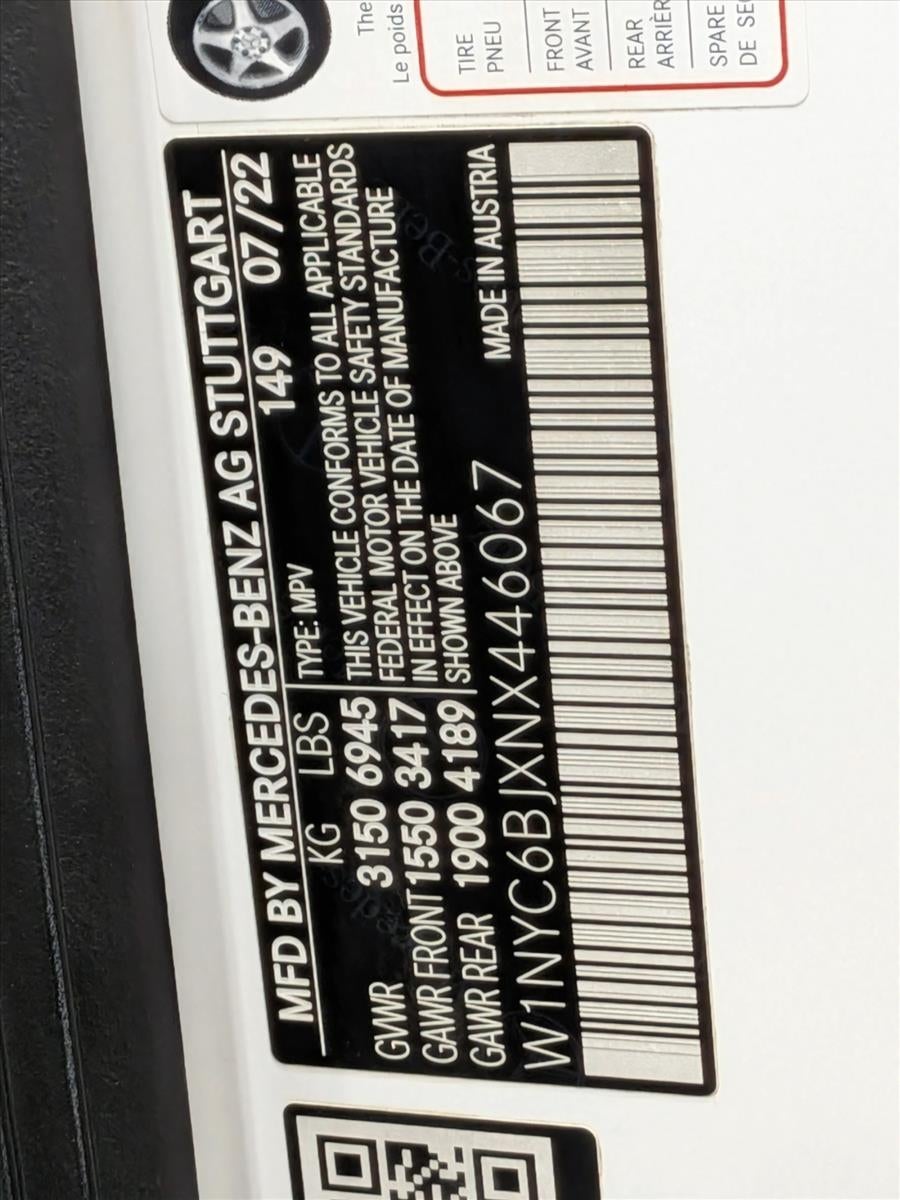 MFD BY MERCEDES-BENZ AG STUTTGART
149 07/22
KG LBS
GVWR 3150 6945
GAWR FRONT 1550 3417
GAWR REAR 1900 4189
TYPE: MPV
THIS VEHICLE CONFORMS TO ALL APPLICABLE
FEDERAL MOTOR VEHICLE SAFETY STANDARDS
IN EFFECT ON THE DATE OF MANUFACTURE
SHOWN ABOVE
MADE IN AUSTRIA
W1NYC6BJXNX446067
The
Le poids
TIRE
PNEU
FRONT
AVANT
REAR
ARRIÈR
SPARE
DE SE